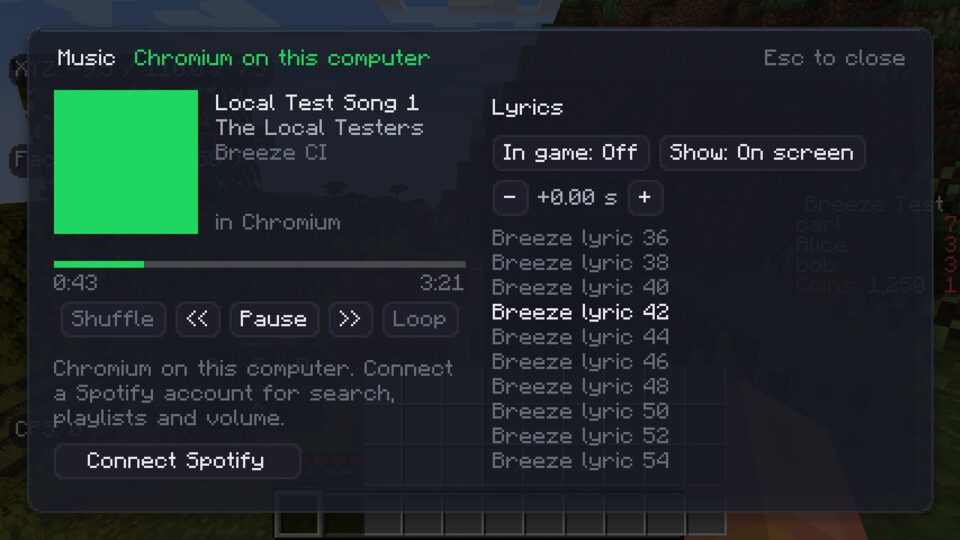 Music Chromium on this computer
Esc to close
Local Test Song 1
The Local Testers
Breeze CI
in Chromium
0:43
3:21
Shuffle
<<
Pause
>>
Loop
Chromium on this computer. Connect
a Spotify account for search,
playlists and volume.
Connect Spotify
Lyrics
In game: Off
Show: On screen
-
+0.00 s
+
Breeze lyric 36
Breeze lyric 38
Breeze lyric 40
Breeze lyric 42
Breeze lyric 44
Breeze lyric 46
Breeze lyric 48
Breeze lyric 50
Breeze lyric 52
Breeze lyric 54
Breeze Test
carl 7
Alice 3
bob 3
Coins: 1,250 1